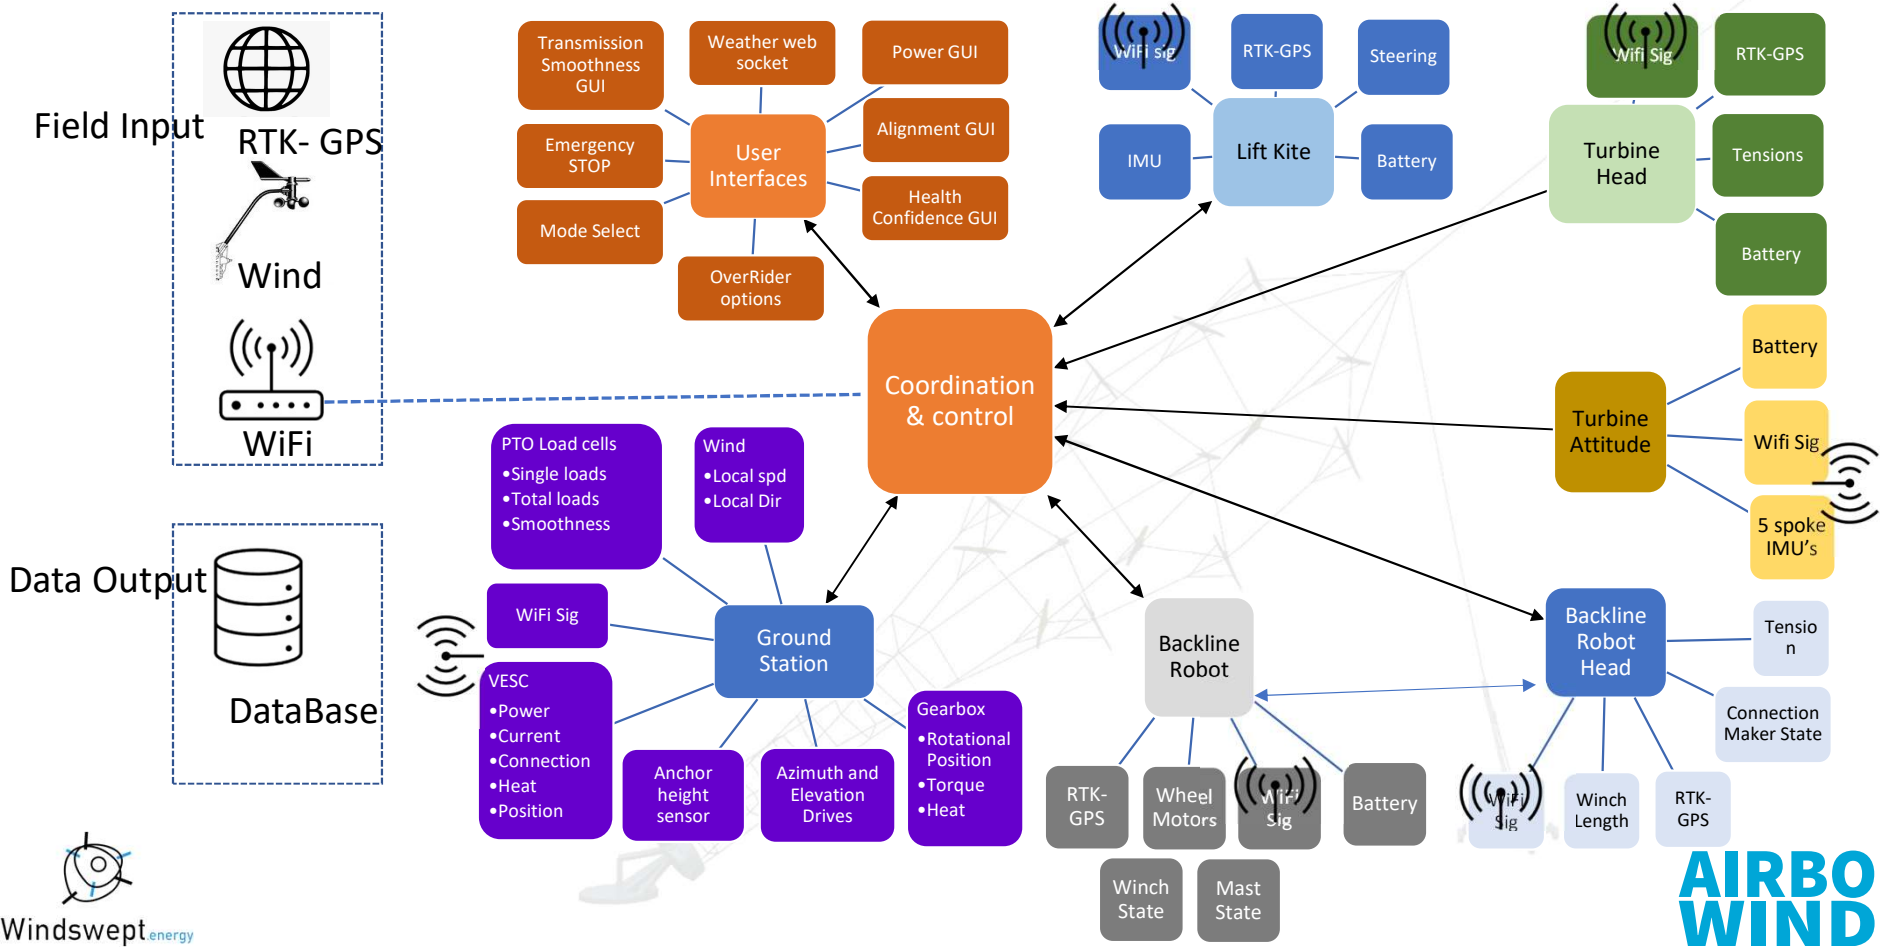 Field Input
RTK- GPS
Wind
WiFi
Data Output
DataBase
Windswept.energy
Transmission
Smoothness
GUI
Weather web
socket
Power GUI
Emergency
STOP
User
Interfaces
Alignment GUI
Mode Select
Health
Confidence GUI
OverRider
options
WiFi sig
RTK-GPS
Steering
IMU
Lift Kite
Battery
Wifi Sig
RTK-GPS
Turbine
Head
Tensions
Battery
Coordination
& control
Battery
Turbine
Attitude
Wifi Sig
5 spoke
IMU's
PTO Load cells
•Single loads
•Total loads
•Smoothness
Wind
•Local spd
•Local Dir
WiFi Sig
Ground
Station
VESC
•Power
•Current
•Connection
•Heat
•Position
Anchor
height
sensor
Azimuth and
Elevation
Drives
Gearbox
•Rotational
Position
•Torque
•Heat
Backline
Robot
RTK-
GPS
Wheel
Motors
WiFi
Sig
Battery
Winch
State
Mast
State
Backline
Robot
Head
Tensio
n
Connection
Maker State
WiFi
Sig
Winch
Length
RTK-
GPS
AIRBO
WIND